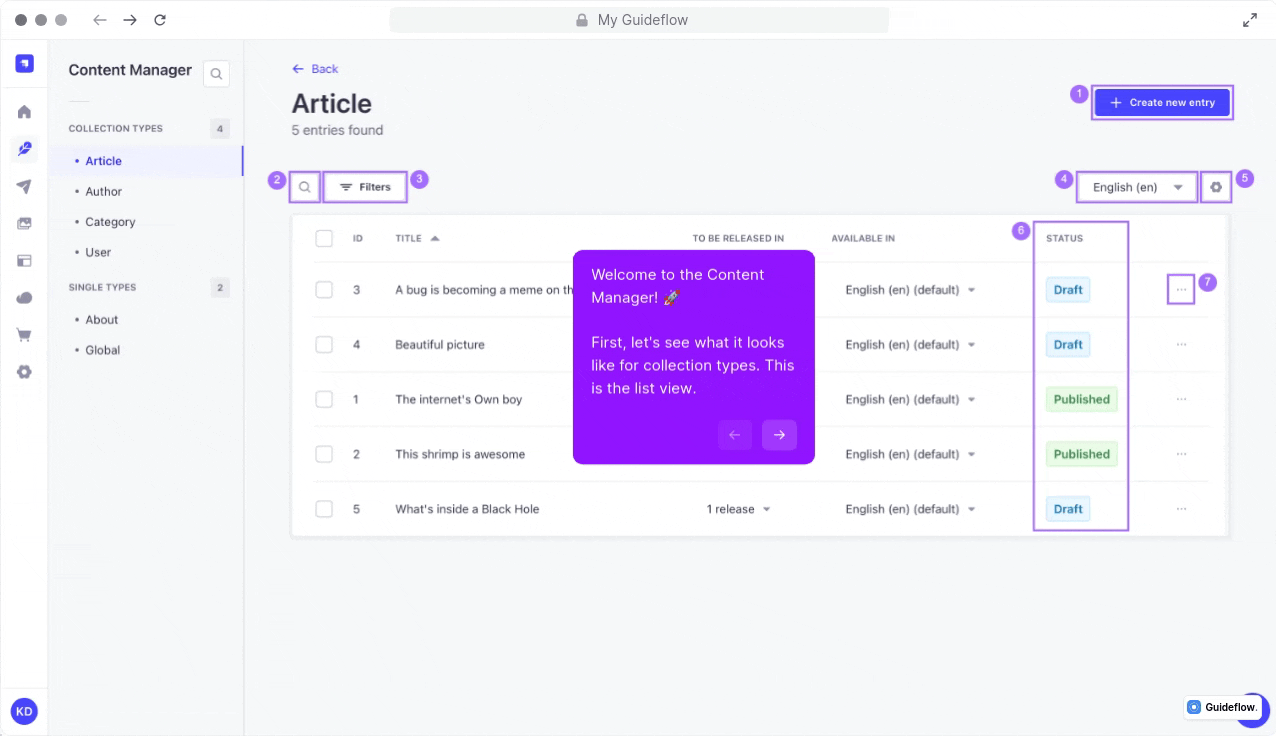 My Guideflow
Content Manager
COLLECTION TYPES 4
Article
Author
Category
User
SINGLE TYPES 2
About
Global
KD
Back
Article
5 entries found
1
Create new entry
2
Filters 3
4 English (en) 5
ID TITLE TO BE RELEASED IN AVAILABLE IN 6 STATUS
3 A bug is becoming a meme on th English (en) (default) Draft ... 7
4 Beautiful picture English (en) (default) Draft ...
1 The internet's Own boy English (en) (default) Published ...
2 This shrimp is awesome English (en) (default) Published ...
5 What's inside a Black Hole 1 release English (en) (default) Draft ...
Welcome to the Content
Manager! 🚀
First, let's see what it looks
like for collection types. This
is the list view.
Guideflow.